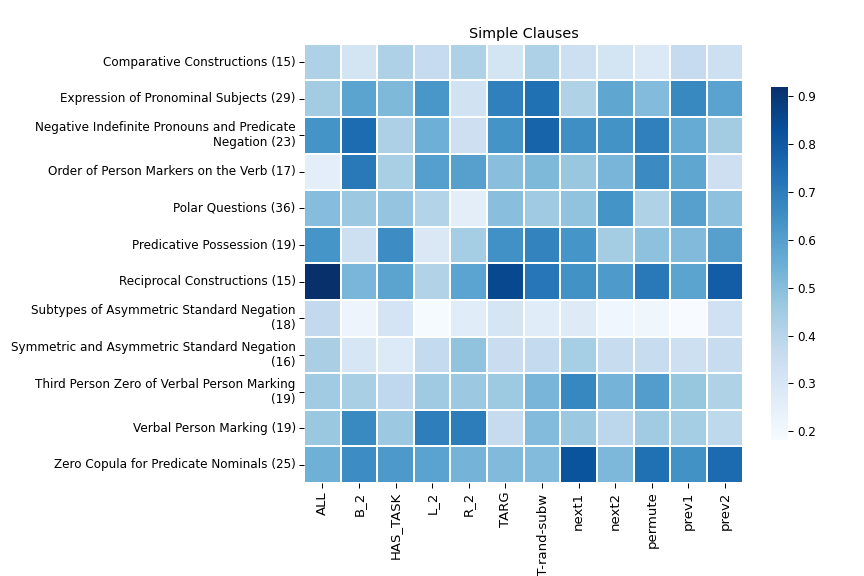 Simple Clauses
Comparative Constructions (15)
Expression of Pronominal Subjects (29)
Negative Indefinite Pronouns and Predicate
Negation (23)
Order of Person Markers on the Verb (17)
Polar Questions (36)
Predicative Possession (19)
Reciprocal Constructions (15)
Subtypes of Asymmetric Standard Negation
(18)
Symmetric and Asymmetric Standard Negation
(16)
Third Person Zero of Verbal Person Marking
(19)
Verbal Person Marking (19)
Zero Copula for Predicate Nominals (25)
ALL
B_2
HAS_TASK
L_2
R_2
TARG
T-rand-subw
next1
next2
permute
prev1
prev2
0.9
0.8
0.7
0.6
0.5
0.4
0.3
0.2